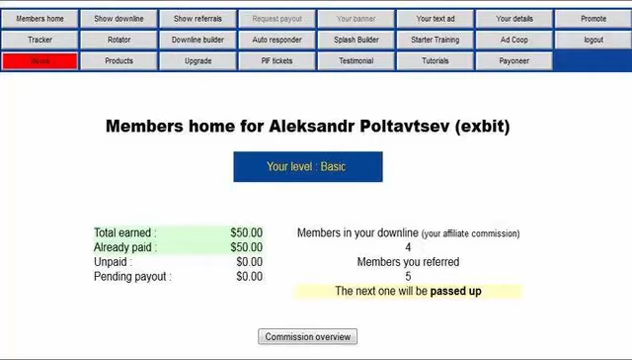 Members home Show downline Show referrals Request payout Your banner Your text ad Your details Promote
Tracker Rotator Downline builder Auto responder Splash Builder Starter Training Ad Coop logout
Products Upgrade PIF tickets Testimonial Tutorials Payoneer
Members home for Aleksandr Poltavtsev (exbit)
Your level : Basic
Total earned : $50.00
Already paid : $50.00
Unpaid : $0.00
Pending payout : $0.00
Members in your downline (your affiliate commission)
4
Members you referred
5
The next one will be passed up
Commission overview